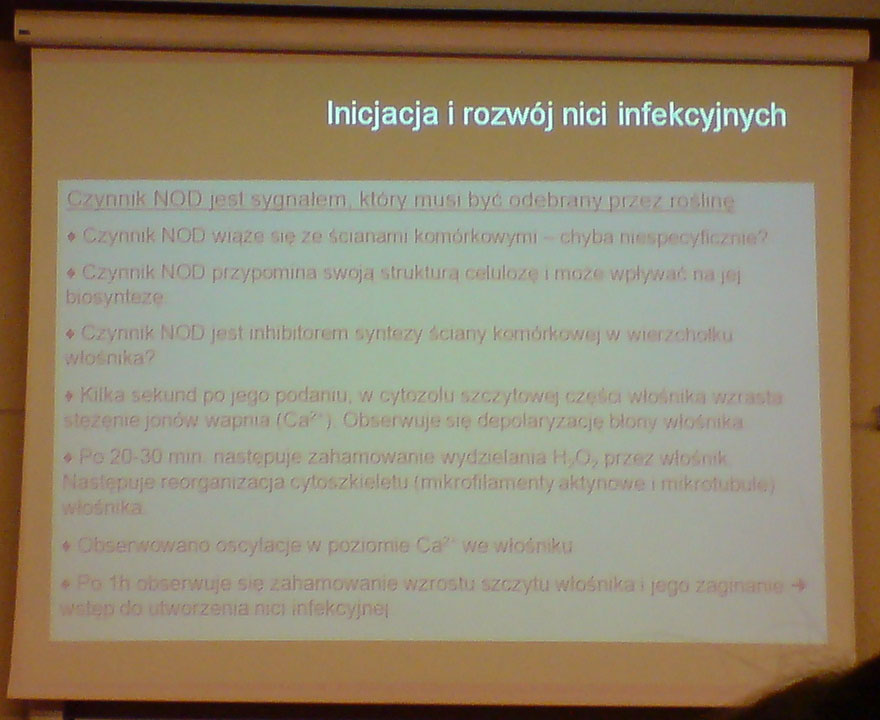 Inicjacja i rozwój nici infekcyjnych
Czynnik NOD jest sygnałem, który musi być odebrany przez roślinę
♦ Czynnik NOD wiąże się ze ścianami komórkowymi – chyba niespecyficznie?
♦ Czynnik NOD przypomina swoją strukturą celulozę i może wpływać na jej
biosyntezę.
♦ Czynnik NOD jest inhibitorem syntezy ściany komórkowej w wierzchołku
włośnika?
♦ Kilka sekund po jego podaniu, w cytozolu szczytowej części włośnika wzrasta
stężenie jonów wapnia (Ca²⁺). Obserwuje się depolaryzację błony włośnika.
♦ Po 20-30 min. następuje zahamowanie wydzielania H₂O₂ przez włośnik.
Następuje reorganizacja cytoszkieletu (mikrofilamenty aktynowe i mikrotubule)
włośnika.
♦ Obserwowano oscylacje w poziomie Ca²⁺ we włośniku
♦ Po 1h obserwuje się zahamowanie wzrostu szczytu włośnika i jego zaginanie →
wstęp do utworzenia nici infekcyjnej